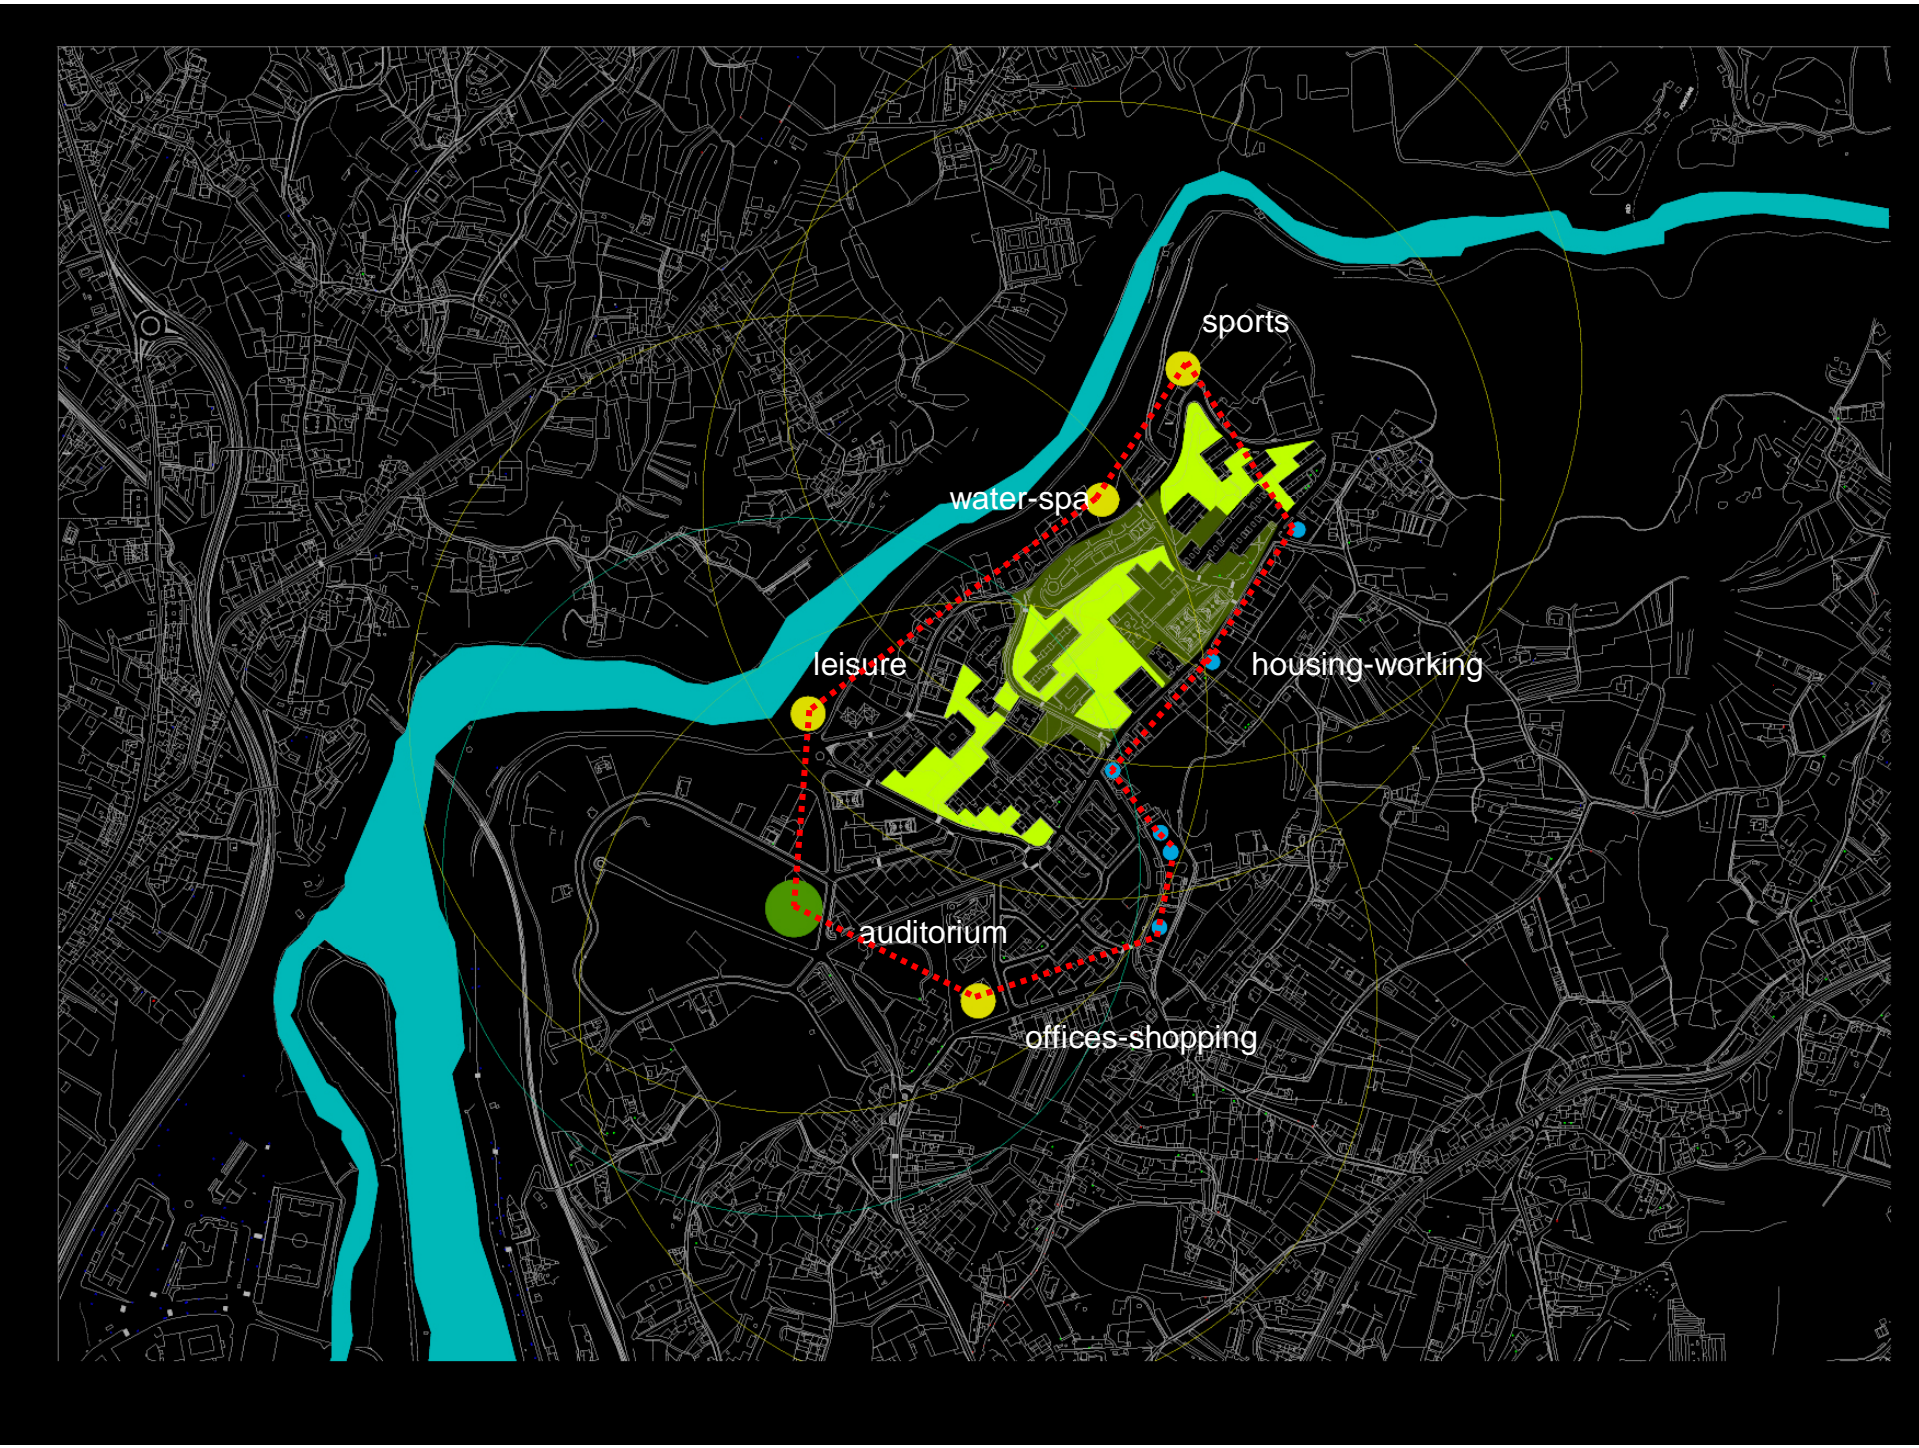 sports
water-spa
leisure
housing-working
auditorium
offices-shopping